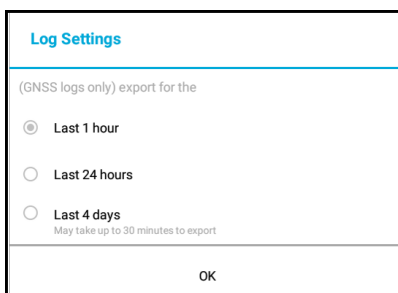 Log Settings
(GNSS logs only) export for the
Last 1 hour
Last 24 hours
Last 4 days
May take up to 30 minutes to export
OK